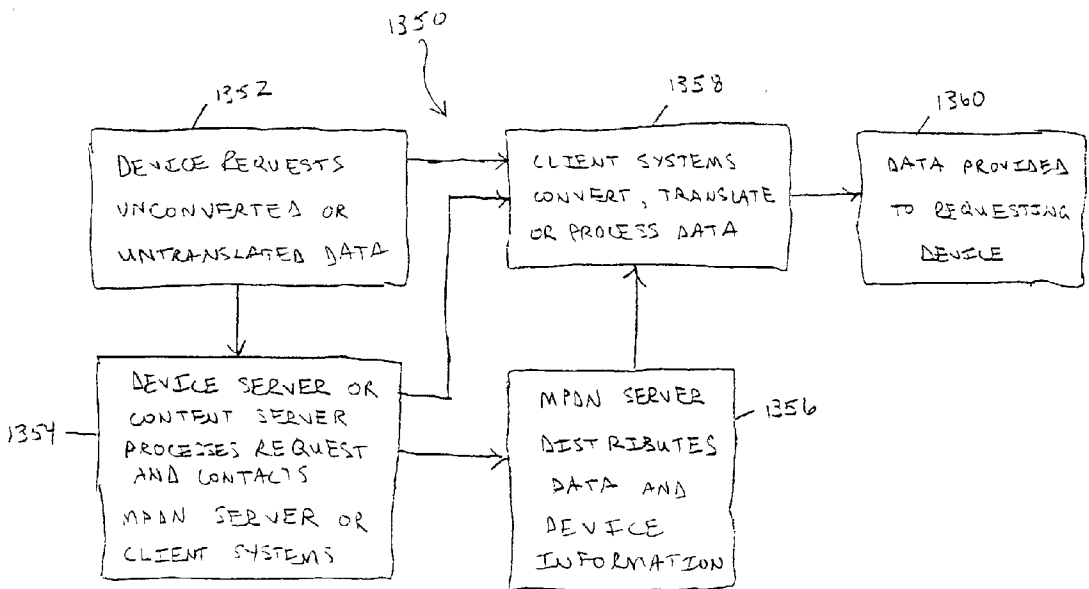 1350
1352
DEVICE REQUESTS
UNCONVERTED OR
UNTRANSLATED DATA
1358
CLIENT SYSTEMS
CONVERT, TRANSLATE
OR PROCESS DATA
1360
DATA PROVIDED
TO REQUESTING
DEVICE
1354
DEVICE SERVER OR
CONTENT SERVER
PROCESSES REQUEST
AND CONTACTS
MPDN SERVER OR
CLIENT SYSTEMS
MPDN SERVER
DISTRIBUTES
DATA AND
DEVICE
INFORMATION
1356